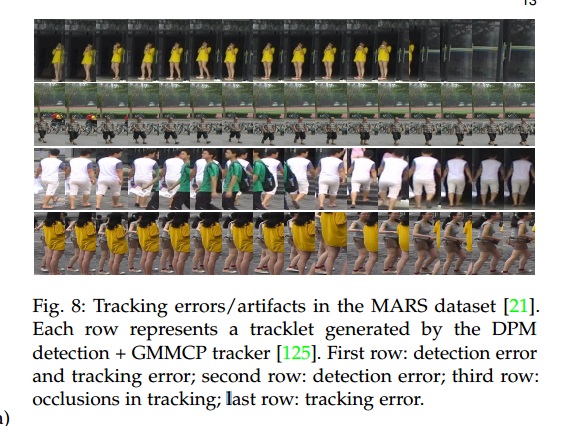 13
Fig. 8: Tracking errors/artifacts in the MARS dataset [21].
Each row represents a tracklet generated by the DPM
detection + GMMCP tracker [125]. First row: detection error
and tracking error; second row: detection error; third row:
occlusions in tracking; last row: tracking error.
a)